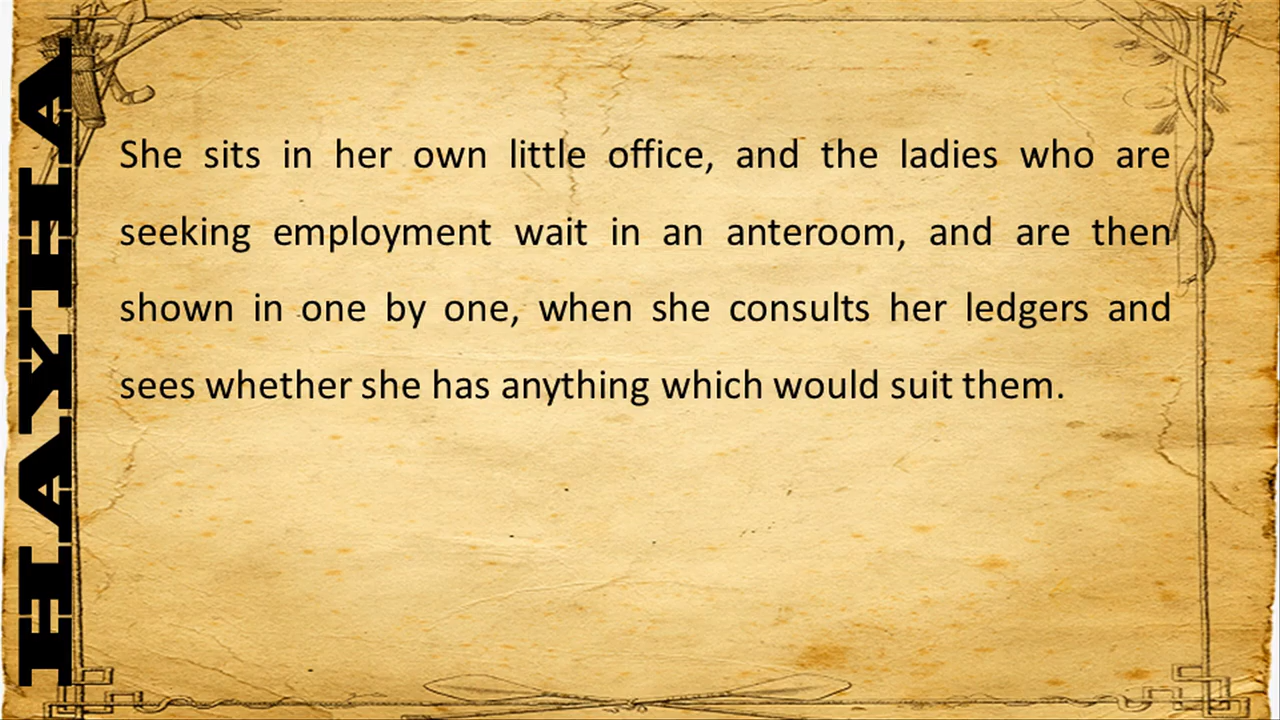 HAYHA
She sits in her own little office, and the ladies who are
seeking employment wait in an anteroom, and are then
shown in one by one, when she consults her ledgers and
sees whether she has anything which would suit them.